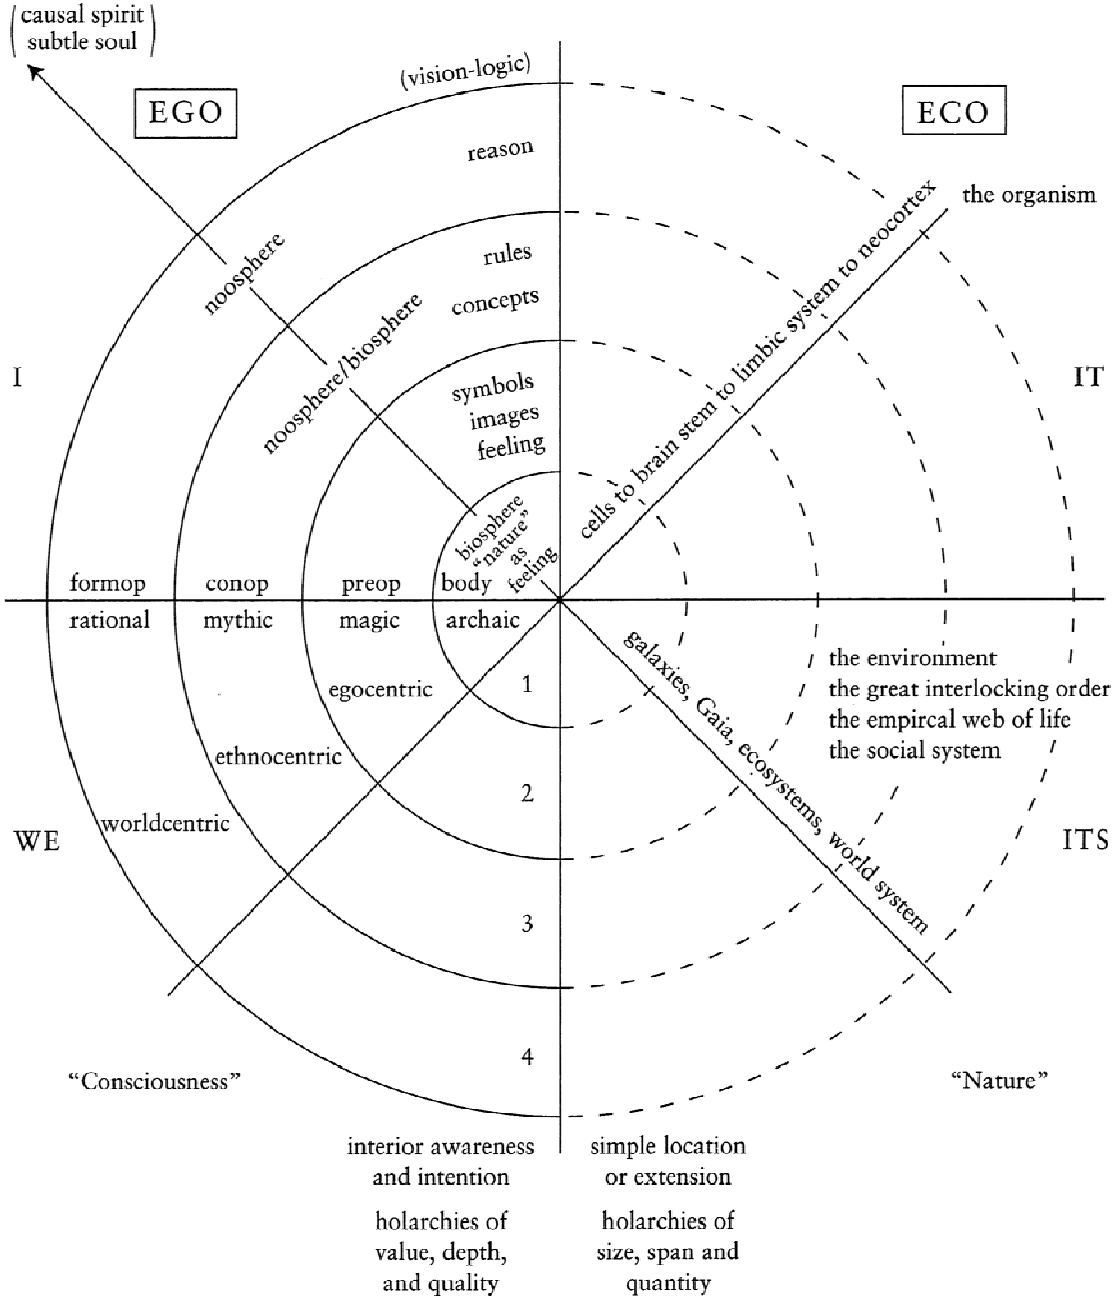 causal spirit
subtle soul
EGO
ECO
(vision-logic)
reason
the organism
noosphere
rules
concepts
noosphere/biosphere
cells to brain stem to limbic system to neocortex
I
IT
symbols
images
feeling
biosphere
“nature”
as
feeling
formop
conop
preop
body
rational
mythic
magic
archaic
egocentric
ethnocentric
worldcentric
1
2
3
4
galaxies, Gaia, ecosystems, world system
the environment
the great interlocking order
the empircal web of life
the social system
WE
ITS
“Consciousness”
“Nature”
interior awareness
and intention
holarchies of
value, depth,
and quality
simple location
or extension
holarchies of
size, span and
quantity